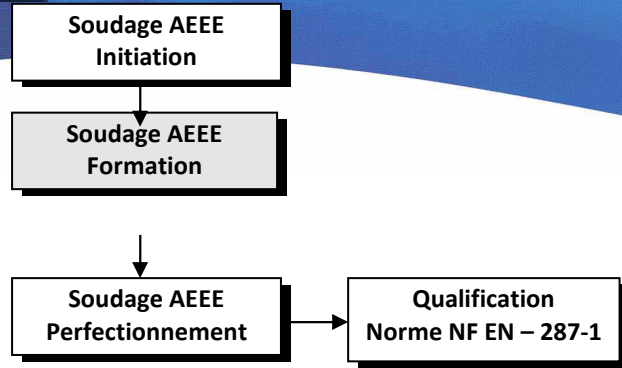 Soudage AEEE
Initiation
Soudage AEEE
Formation
Soudage AEEE
Perfectionnement
Qualification
Norme NF EN – 287-1